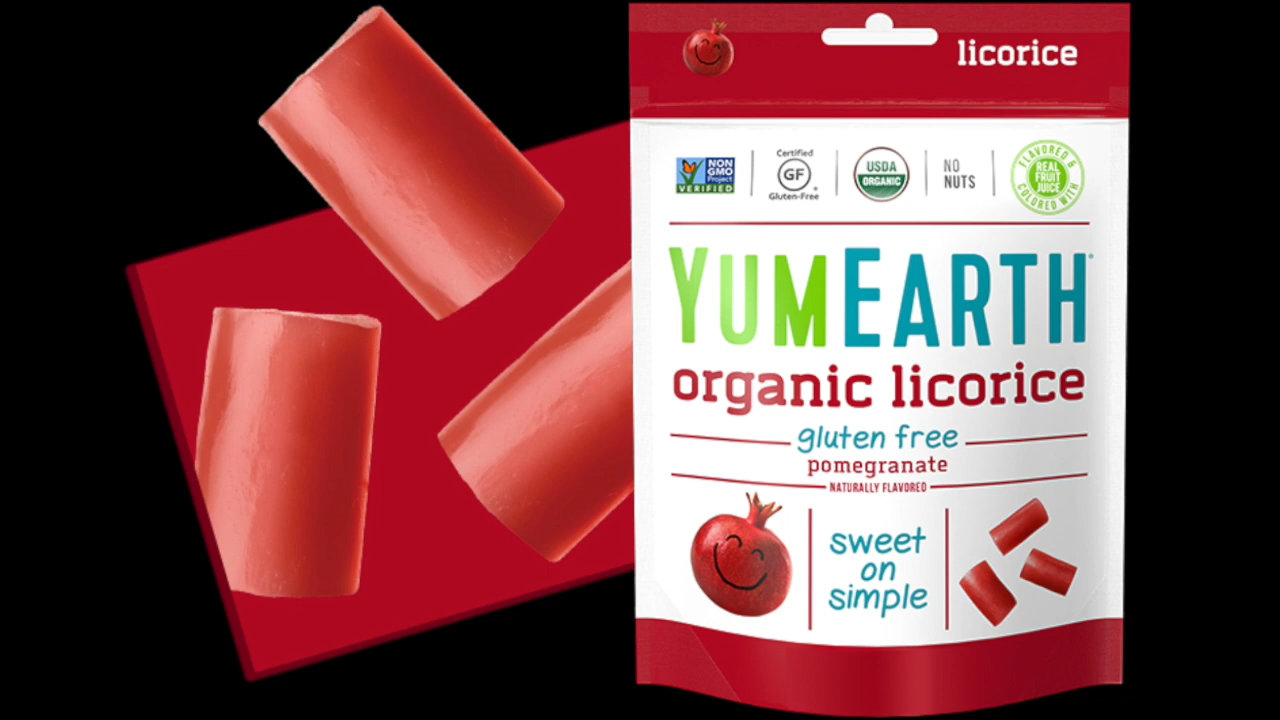 licorice
NON
GMO
Project
VERIFIED
Certified
GF
®
Gluten-Free
USDA
ORGANIC
NO
NUTS
FLAVORED &
COLORED WITH
REAL
FRUIT
JUICE
YUMEARTH®
organic licorice
gluten free
pomegranate
NATURALLY FLAVORED
sweet
on
simple